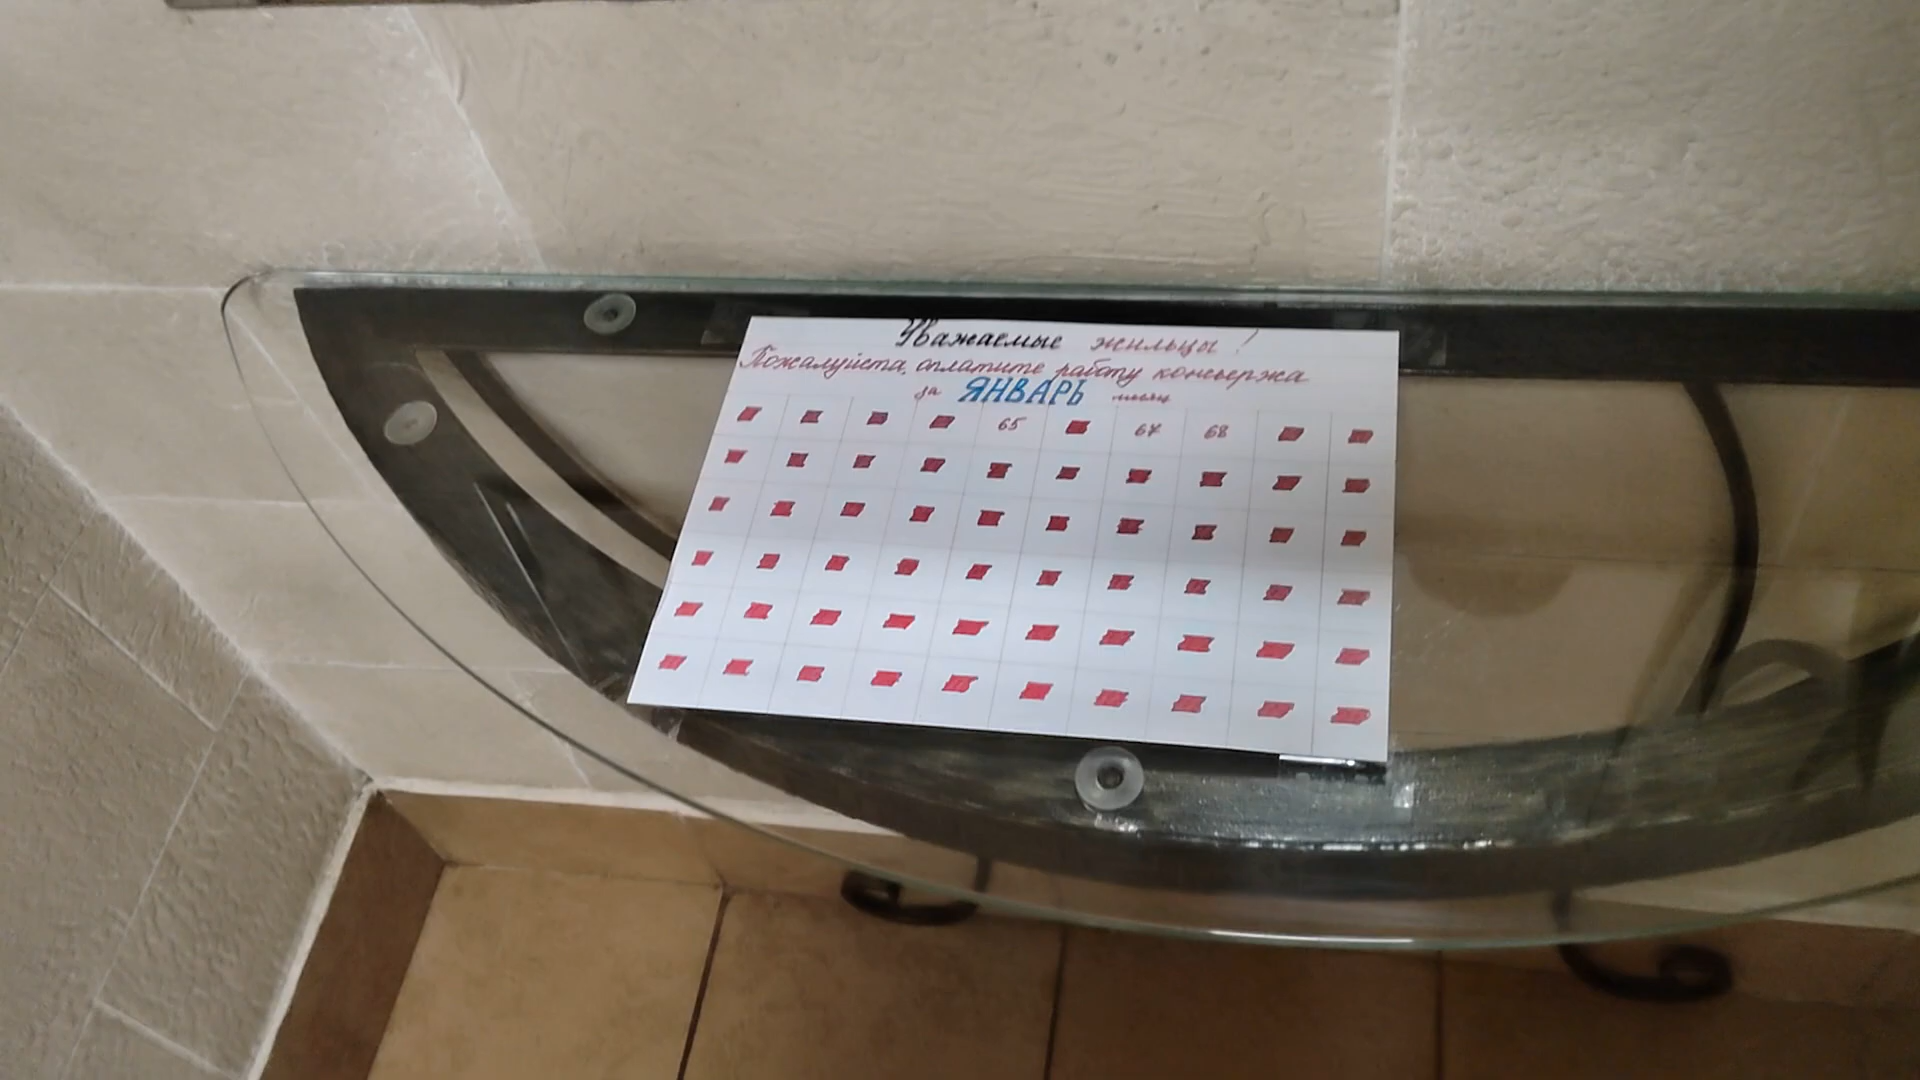 Уважаемые жильцы!
Пожалуйста, оплатите работу консьержа
за ЯНВАРЬ месяц
65 67 68